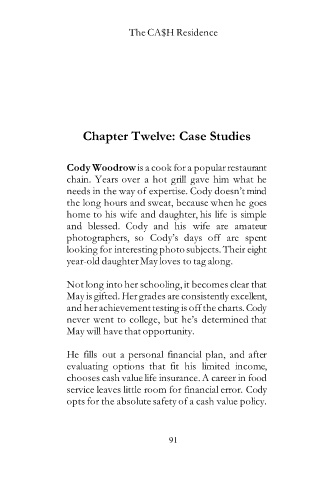 The CA$H Residence
Chapter Twelve: Case Studies
Cody Woodrow is a cook for a popular restaurant
chain. Years over a hot grill gave him what he
needs in the way of expertise. Cody doesn't mind
the long hours and sweat, because when he goes
home to his wife and daughter, his life is simple
and blessed. Cody and his wife are amateur
photographers, so Cody's days off are spent
looking for interesting photo subjects. Their eight
year-old daughter May loves to tag along.
Not long into her schooling, it becomes clear that
May is gifted. Her grades are consistently excellent,
and her achievement testing is off the charts. Cody
never went to college, but he's determined that
May will have that opportunity.
He fills out a personal financial plan, and after
evaluating options that fit his limited income,
chooses cash value life insurance. A career in food
service leaves little room for financial error. Cody
opts for the absolute safety of a cash value policy.
91